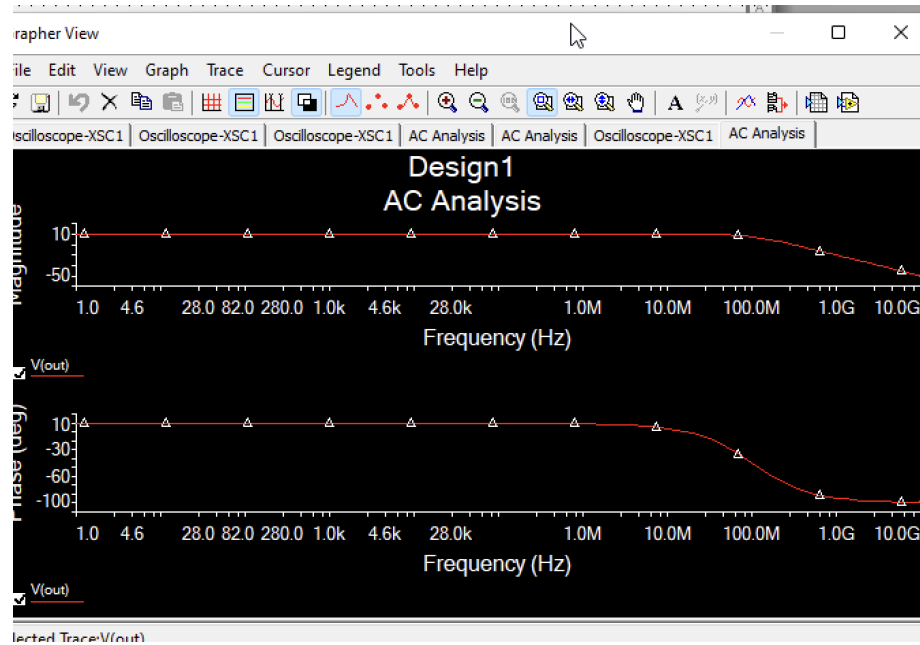 rapher View
ile Edit View Graph Trace Cursor Legend Tools Help
A
scilloscope-XSC1 Oscilloscope-XSC1 Oscilloscope-XSC1 AC Analysis AC Analysis Oscilloscope-XSC1 AC Analysis
Design1
AC Analysis
Magnitude
10
-50
1.0 4.6 28.0 82.0 280.0 1.0k 4.6k 28.0k 1.0M 10.0M 100.0M 1.0G 10.0G
Frequency (Hz)
V(out)
Phase (deg)
10
-30
-60
-100
1.0 4.6 28.0 82.0 280.0 1.0k 4.6k 28.0k 1.0M 10.0M 100.0M 1.0G 10.0G
Frequency (Hz)
V(out)
lected Trace:V(out)